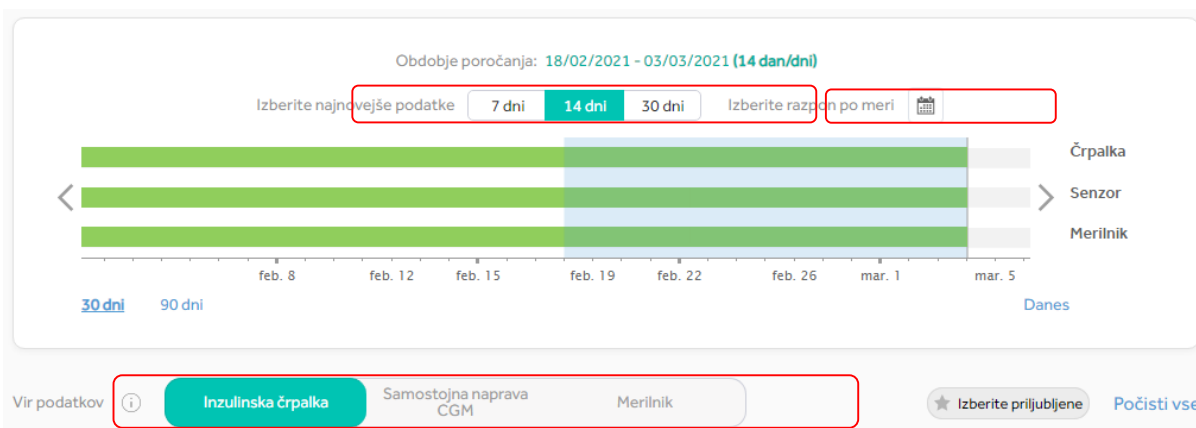 Obdobje poročanja: 18/02/2021 - 03/03/2021 (14 dan/dni)
Izberite najnovejše podatke 7 dni 14 dni 30 dni Izberite razpon po meri
Črpalka
Senzor
Merilnik
feb. 8 feb. 12 feb. 15 feb. 19 feb. 22 feb. 26 mar. 1 mar. 5
30 dni 90 dni Danes
Vir podatkov i Inzulinska črpalka Samostojna naprava CGM Merilnik Izberite priljubljene Počisti vse